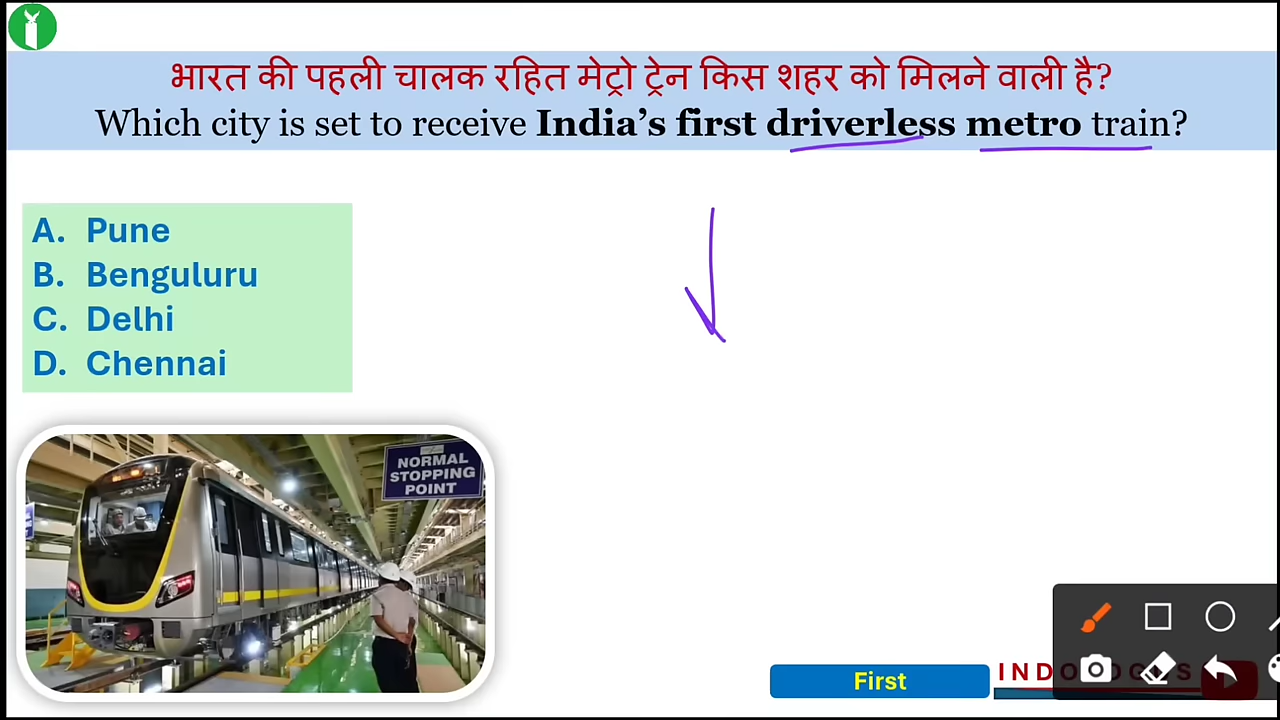 भारत की पहली चालक रहित मेट्रो ट्रेन किस शहर को मिलने वाली है?
Which city is set to receive India's first driverless metro train?
A. Pune
B. Benguluru
C. Delhi
D. Chennai
NORMAL
STOPPING
POINT
First